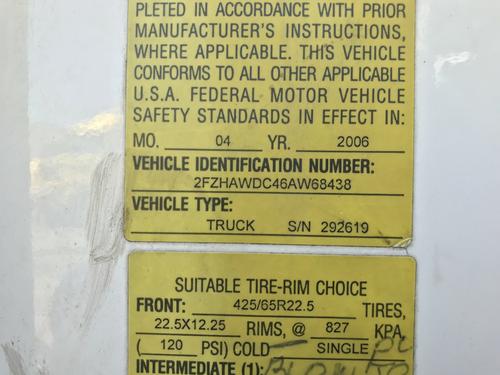 PLETED IN ACCORDANCE WITH PRIOR
MANUFACTURER'S INSTRUCTIONS,
WHERE APPLICABLE. THIS VEHICLE
CONFORMS TO ALL OTHER APPLICABLE
U.S.A. FEDERAL MOTOR VEHICLE
SAFETY STANDARDS IN EFFECT IN:
MO. 04 YR. 2006
VEHICLE IDENTIFICATION NUMBER:
2FZHAWDC46AW68438
VEHICLE TYPE:
TRUCK S/N 292619
SUITABLE TIRE-RIM CHOICE
FRONT: 425/65R22.5 TIRES,
22.5X12.25 RIMS, @ 827 KPA,
( 120 PSI) COLD SINGLE
INTERMEDIATE (1):